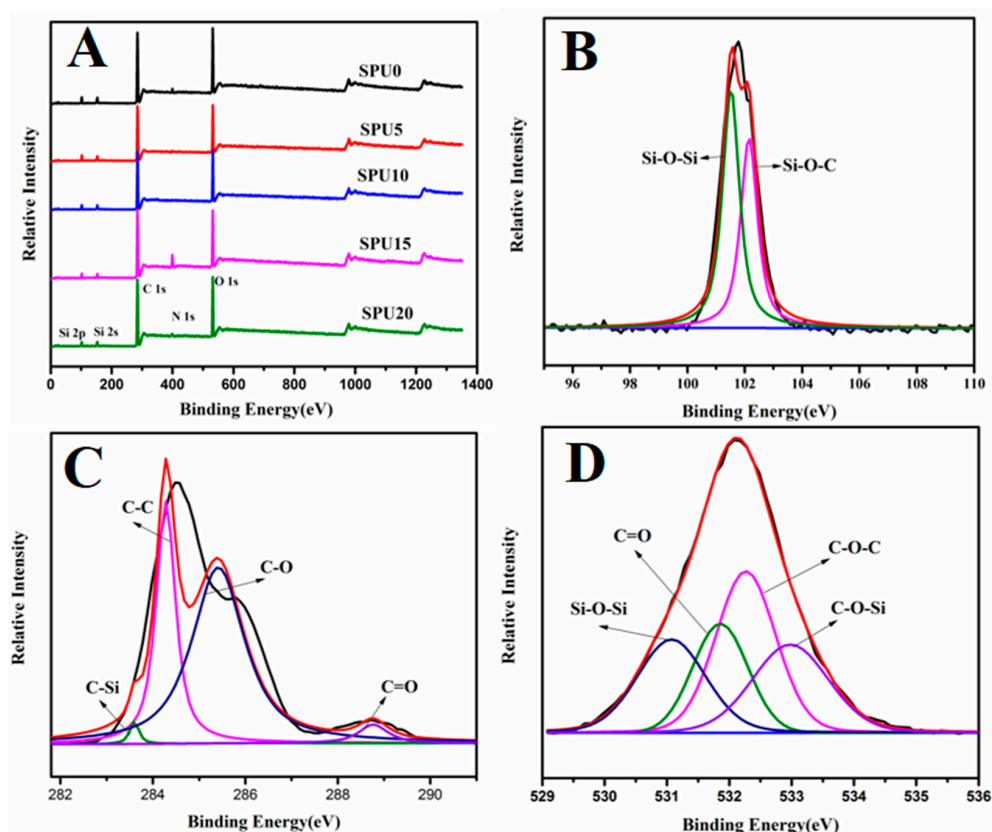 A
SPU0
SPU5
SPU10
SPU15
C 1s
O 1s
N 1s
SPU20
Si 2p
Si 2s
0 200 400 600 800 1000 1200 1400
Binding Energy(eV)
Relative Intensity
B
Si-O-Si
Si-O-C
96 98 100 102 104 106 108 110
Binding Energy(eV)
Relative Intensity
C
C-C
C-O
C-Si
C=O
282 284 286 288 290
Binding Energy(eV)
Relative Intensity
D
C=O
C-O-C
Si-O-Si
C-O-Si
529 530 531 532 533 534 535 536
Binding Energy(eV)
Relative Intensity